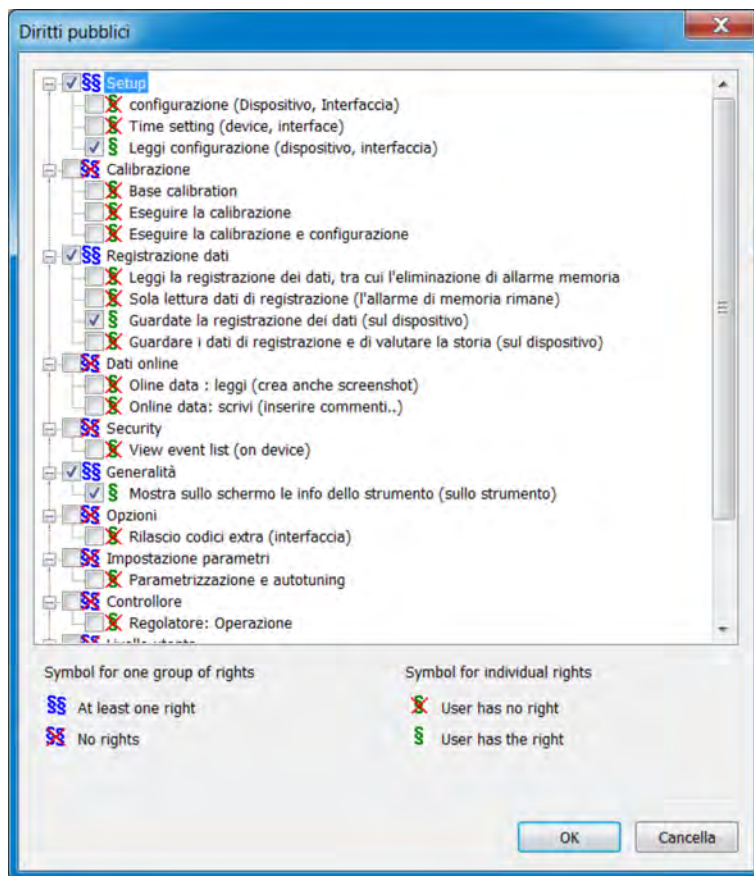 Diritti pubblici
§§ Setup
§ configurazione (Dispositivo, Interfaccia)
§ Time setting (device, interface)
§ Leggi configurazione (dispositivo, interfaccia)
§§ Calibrazione
§ Base calibration
§ Eseguire la calibrazione
§ Eseguire la calibrazione e configurazione
§§ Registrazione dati
§ Leggi la registrazione dei dati, tra cui l'eliminazione di allarme memoria
§ Sola lettura dati di registrazione (l'allarme di memoria rimane)
§ Guardate la registrazione dei dati (sul dispositivo)
§ Guardare i dati di registrazione e di valutare la storia (sul dispositivo)
§§ Dati online
§ Oline data : leggi (crea anche screenshot)
§ Online data: scrivi (inserire commenti..)
§§ Security
§ View event list (on device)
§§ Generalità
§ Mostra sullo schermo le info dello strumento (sullo strumento)
§§ Opzioni
§ Rilascio codici extra (interfaccia)
§§ Impostazione parametri
§ Parametrizzazione e autotuning
§§ Controllore
§ Regolatore: Operazione
Symbol for one group of rights
§§ At least one right
§§ No rights
Symbol for individual rights
§ User has no right
§ User has the right
OK
Cancella